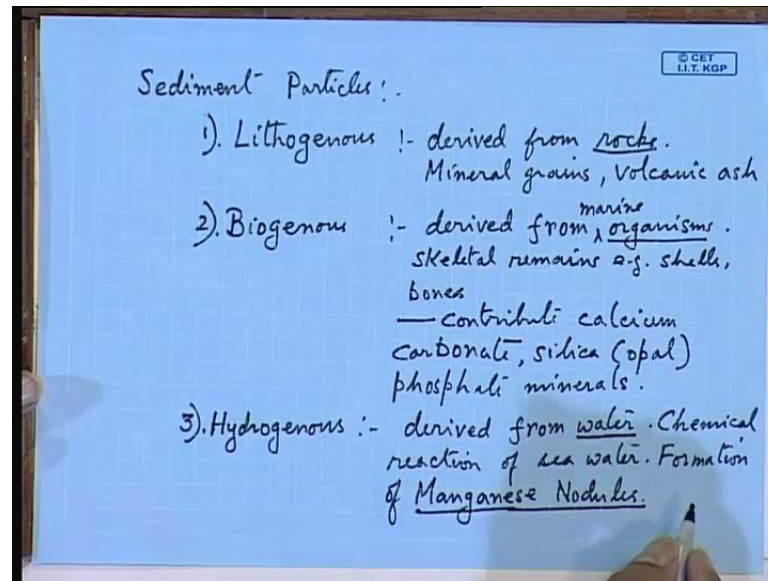 © CET
I.I.T. KGP
Sediment Particles :.
1). Lithogenous :- derived from rocks.
Mineral grains, Volcanic ash
2). Biogenous :- derived from marine organisms.
skeletal remains e.g. shells,
bones
— contribute calcium
carbonate, silica (opal)
phosphate minerals.
3). Hydrogenous :- derived from water. Chemical
reaction of sea water. Formation
of Manganese Nodules.